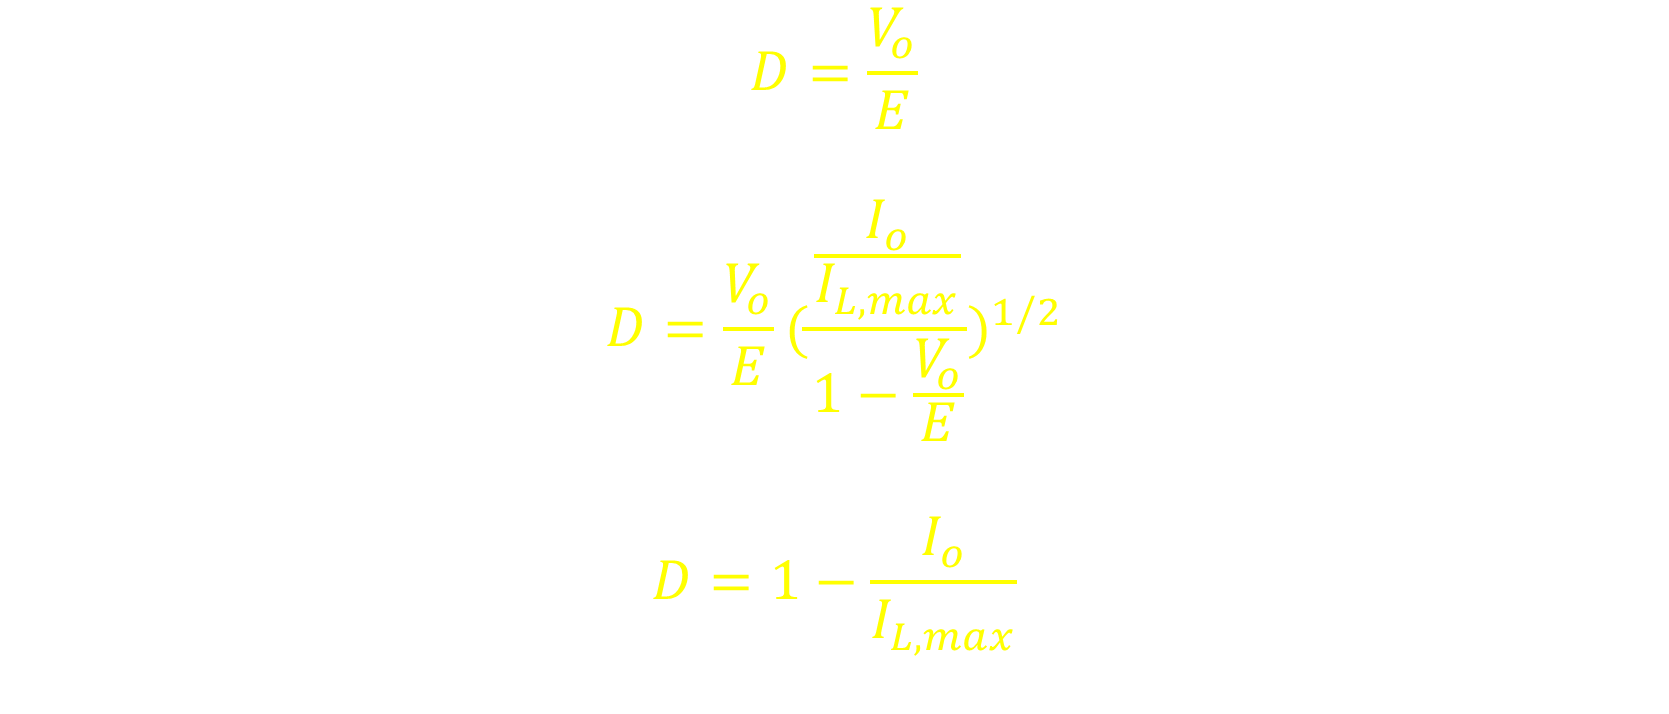 D = V_o / E
D = V_o / E ( (I_o / I_{L,max}) / (1 − V_o / E) )^{1/2}
D = 1 − I_o / I_{L,max}